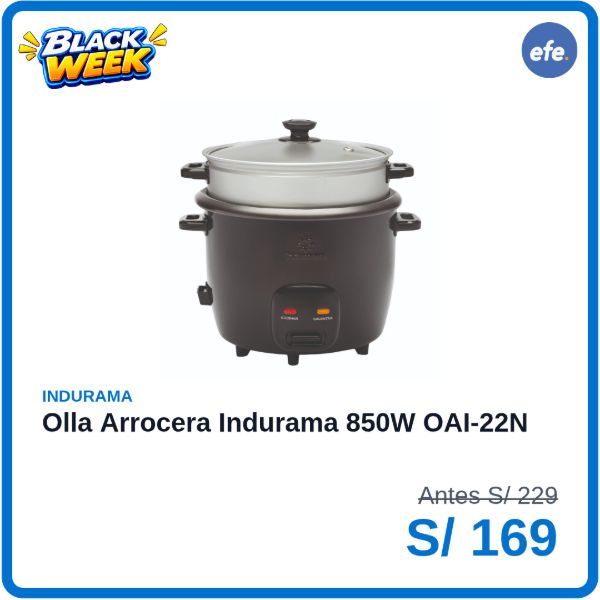 BLACK
WEEK
efe.
INDURAMA
Olla Arrocera Indurama 850W OAI-22N
Antes S/ 229
S/ 169